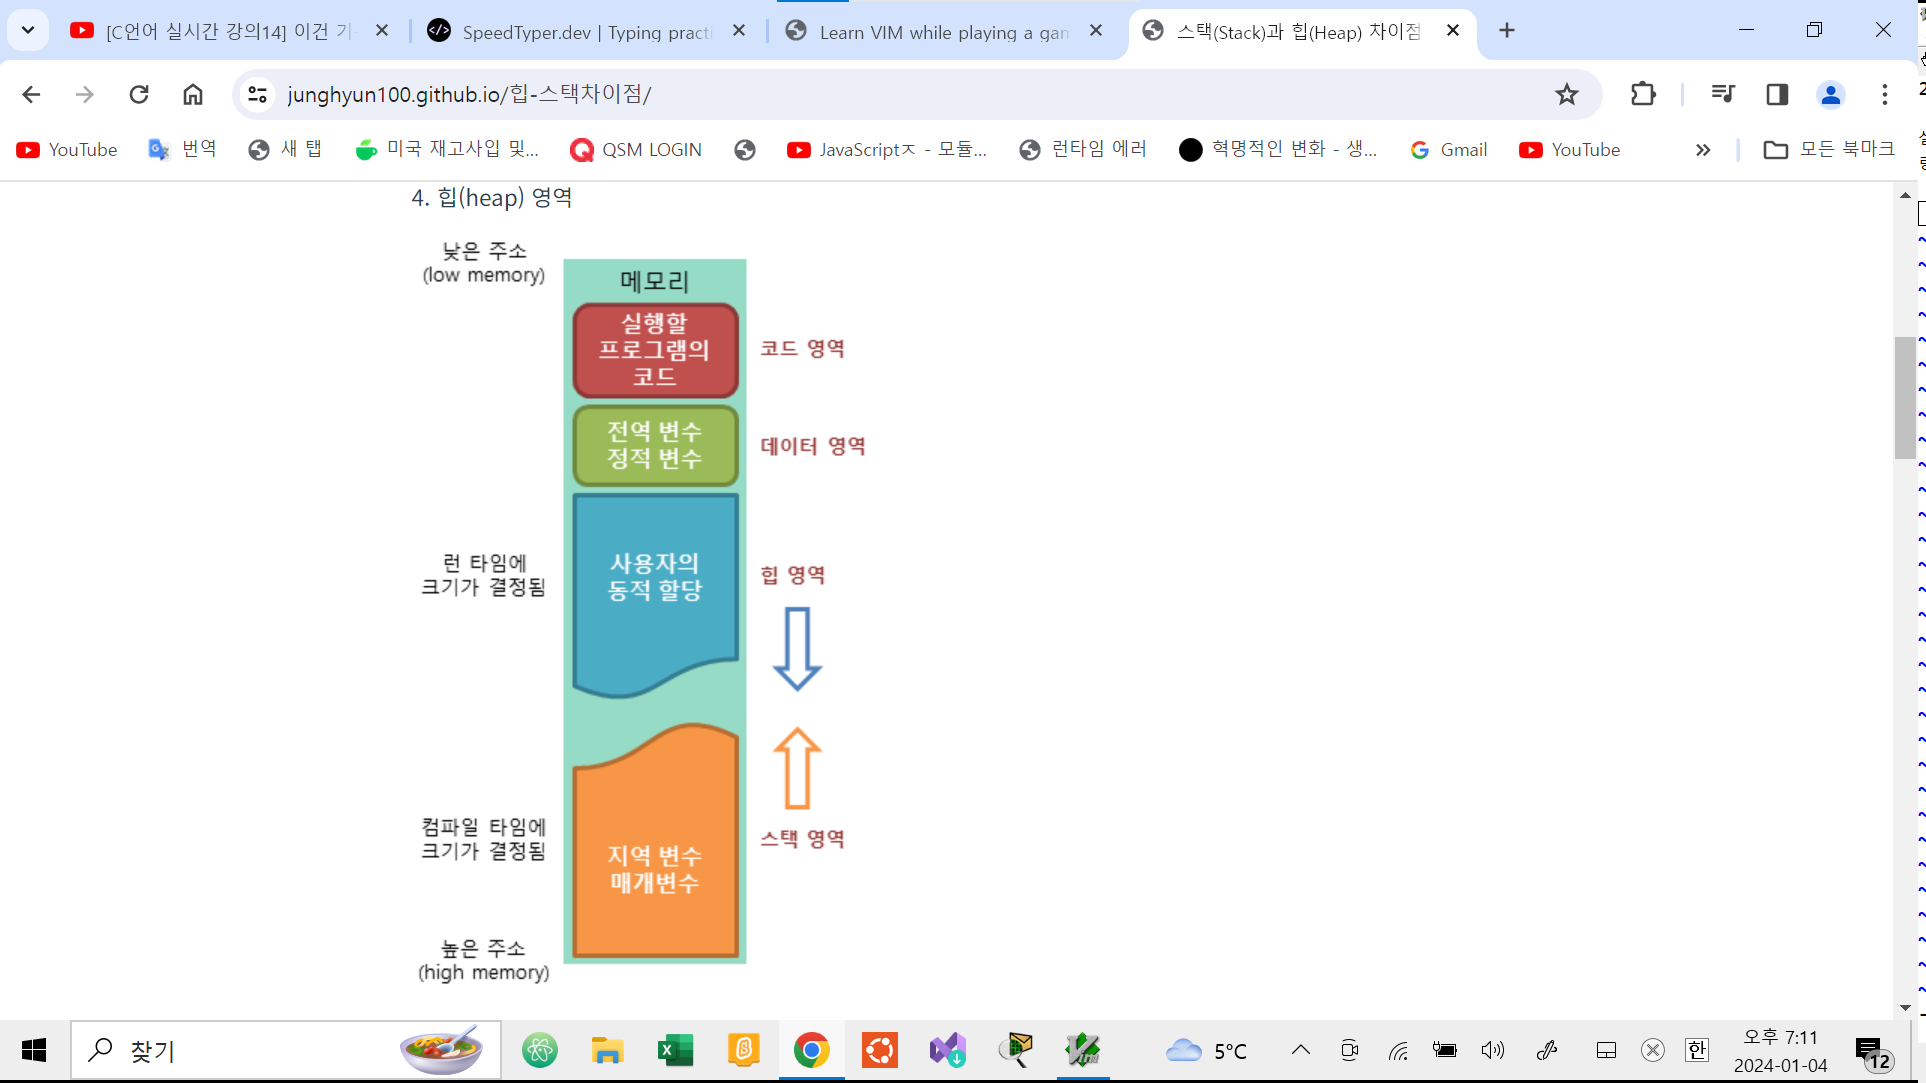 [C언어 실시간 강의14] 이건 기
SpeedTyper.dev | Typing practi
Learn VIM while playing a gam
스택(Stack)과 힙(Heap) 차이점
junghyun100.github.io/힙-스택차이점/
YouTube
번역
새 탭
미국 재고사입 및...
QSM LOGIN
JavaScriptㅈ - 모듈...
런타임 에러
혁명적인 변화 - 생...
Gmail
YouTube
모든 북마크
4. 힙(heap) 영역
낮은 주소
(low memory)
메모리
실행할
프로그램의
코드
코드 영역
전역 변수
정적 변수
데이터 영역
런 타임에
크기가 결정됨
사용자의
동적 할당
힙 영역
컴파일 타임에
크기가 결정됨
지역 변수
매개변수
스택 영역
높은 주소
(high memory)
찾기
5°C
한
오후 7:11
2024-01-04
12